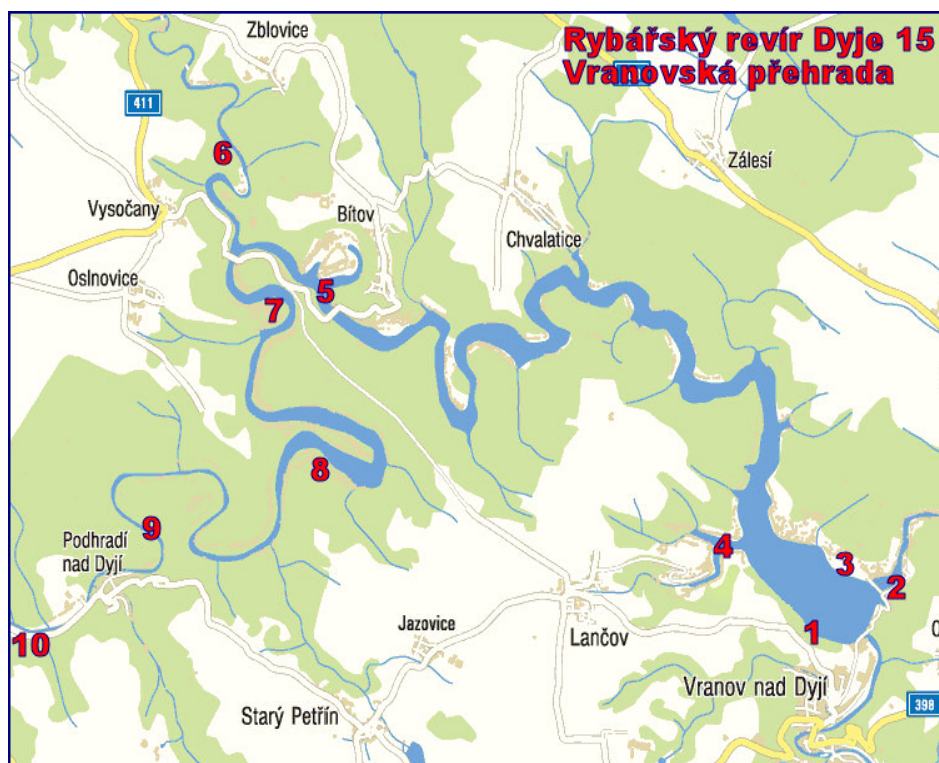 Zblovice
Rybářský revír Dyje 15
Vranovská přehrada
411
6
Zálesí
Vysočany
Bítov
Chvalatice
Oslnovice
5
7
8
9
Podhradí
nad Dyjí
4
3
2
10
Jazovice
Lančov
1
Vranov nad Dyjí
Starý Petřín
398